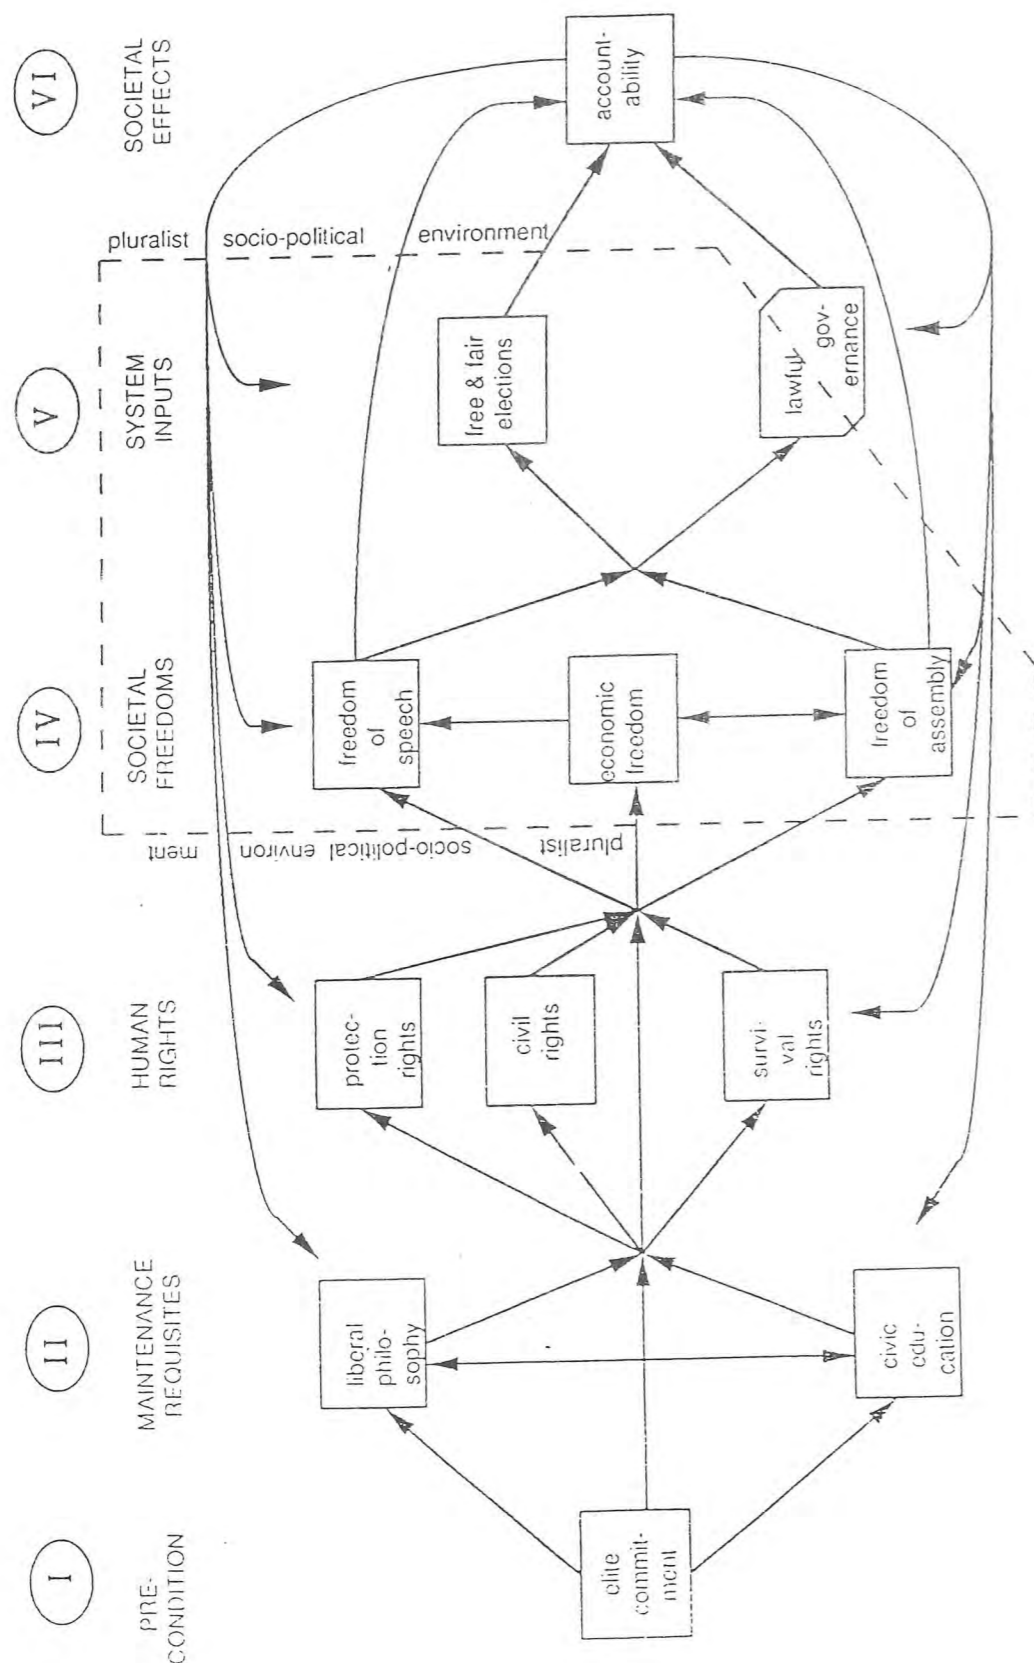 I
PRE-
CONDITION
II
MAINTENANCE
REQUISITES
III
HUMAN
RIGHTS
IV
SOCIETAL
FREEDOMS
V
SYSTEM
INPUTS
VI
SOCIETAL
EFFECTS
elite
commit-
ment
liberal
philo-
sophy
civic
edu-
cation
protec-
tion
rights
civil
rights
survi-
val
rights
pluralist
socio-political environ
ment
freedom
of
speech
economic
freedom
freedom
of
assembly
free & fair
elections
lawful gov-
ernance
pluralist socio-political environment
account-
ability